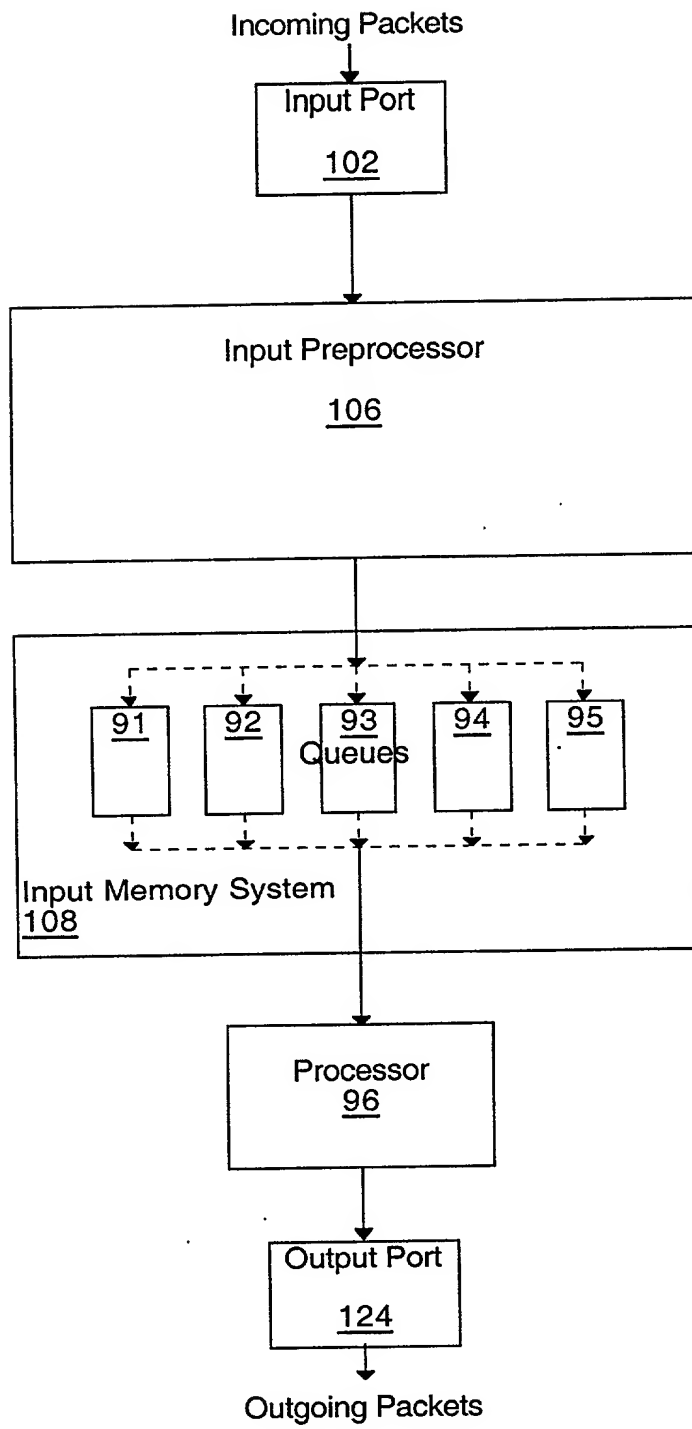 Incoming Packets
Input Port
102
Input Preprocessor
106
91 92 93 94 95
Queues
Input Memory System
108
Processor
96
Output Port
124
Outgoing Packets